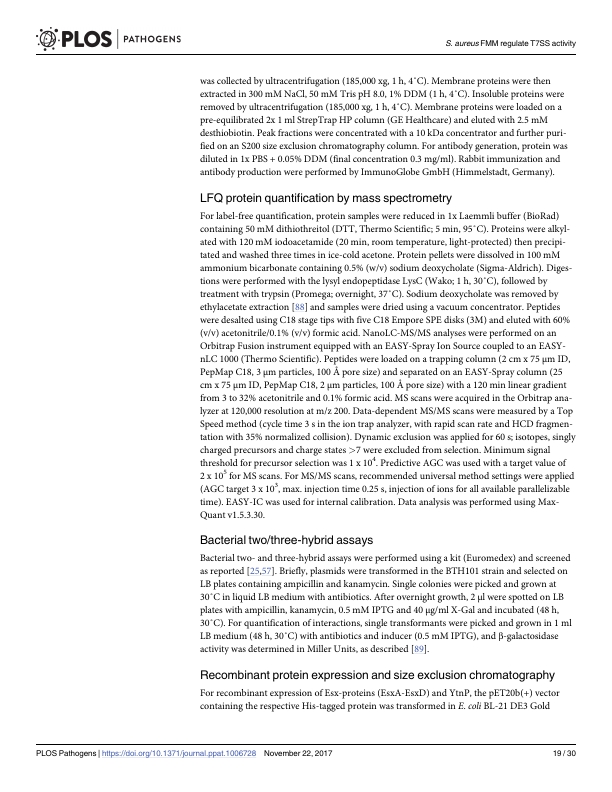 PLOS | PATHOGENS
S. aureus FMM regulate T7SS activity
was collected by ultracentrifugation (185,000 xg, 1 h, 4˚C). Membrane proteins were then
extracted in 300 mM NaCl, 50 mM Tris pH 8.0, 1% DDM (1 h, 4˚C). Insoluble proteins were
removed by ultracentrifugation (185,000 xg, 1 h, 4˚C). Membrane proteins were loaded on a
pre-equilibrated 2x 1 ml StrepTrap HP column (GE Healthcare) and eluted with 2.5 mM
desthiobiotin. Peak fractions were concentrated with a 10 kDa concentrator and further puri-
fied on an S200 size exclusion chromatography column. For antibody generation, protein was
diluted in 1x PBS + 0.05% DDM (final concentration 0.3 mg/ml). Rabbit immunization and
antibody production were performed by ImmunoGlobe GmbH (Himmelstadt, Germany).
LFQ protein quantification by mass spectrometry
For label-free quantification, protein samples were reduced in 1x Laemmli buffer (BioRad)
containing 50 mM dithiothreitol (DTT, Thermo Scientific; 5 min, 95˚C). Proteins were alkyl-
ated with 120 mM iodoacetamide (20 min, room temperature, light-protected) then precipi-
tated and washed three times in ice-cold acetone. Protein pellets were dissolved in 100 mM
ammonium bicarbonate containing 0.5% (w/v) sodium deoxycholate (Sigma-Aldrich). Diges-
tions were performed with the lysyl endopeptidase LysC (Wako; 1 h, 30˚C), followed by
treatment with trypsin (Promega; overnight, 37˚C). Sodium deoxycholate was removed by
ethylacetate extraction [88] and samples were dried using a vacuum concentrator. Peptides
were desalted using C18 stage tips with five C18 Empore SPE disks (3M) and eluted with 60%
(v/v) acetonitrile/0.1% (v/v) formic acid. NanoLC-MS/MS analyses were performed on an
Orbitrap Fusion instrument equipped with an EASY-Spray Ion Source coupled to an EASY-
nLC 1000 (Thermo Scientific). Peptides were loaded on a trapping column (2 cm x 75 μm ID,
PepMap C18, 3 μm particles, 100 Å pore size) and separated on an EASY-Spray column (25
cm x 75 μm ID, PepMap C18, 2 μm particles, 100 Å pore size) with a 120 min linear gradient
from 3 to 32% acetonitrile and 0.1% formic acid. MS scans were acquired in the Orbitrap ana-
lyzer at 120,000 resolution at m/z 200. Data-dependent MS/MS scans were measured by a Top
Speed method (cycle time 3 s in the ion trap analyzer, with rapid scan rate and HCD fragmen-
tation with 35% normalized collision). Dynamic exclusion was applied for 60 s; isotopes, singly
charged precursors and charge states >7 were excluded from selection. Minimum signal
threshold for precursor selection was 1 x 10⁴. Predictive AGC was used with a target value of
2 x 10⁵ for MS scans. For MS/MS scans, recommended universal method settings were applied
(AGC target 3 x 10³, max. injection time 0.25 s, injection of ions for all available parallelizable
time). EASY-IC was used for internal calibration. Data analysis was performed using Max-
Quant v1.5.3.30.
Bacterial two/three-hybrid assays
Bacterial two- and three-hybrid assays were performed using a kit (Euromedex) and screened
as reported [25,57]. Briefly, plasmids were transformed in the BTH101 strain and selected on
LB plates containing ampicillin and kanamycin. Single colonies were picked and grown at
30˚C in liquid LB medium with antibiotics. After overnight growth, 2 μl were spotted on LB
plates with ampicillin, kanamycin, 0.5 mM IPTG and 40 μg/ml X-Gal and incubated (48 h,
30˚C). For quantification of interactions, single transformants were picked and grown in 1 ml
LB medium (48 h, 30˚C) with antibiotics and inducer (0.5 mM IPTG), and β-galactosidase
activity was determined in Miller Units, as described [89].
Recombinant protein expression and size exclusion chromatography
For recombinant expression of Esx-proteins (EsxA-EsxD) and YtnP, the pET20b(+) vector
containing the respective His-tagged protein was transformed in E. coli BL-21 DE3 Gold
PLOS Pathogens | https://doi.org/10.1371/journal.ppat.1006728 November 22, 2017
19 / 30